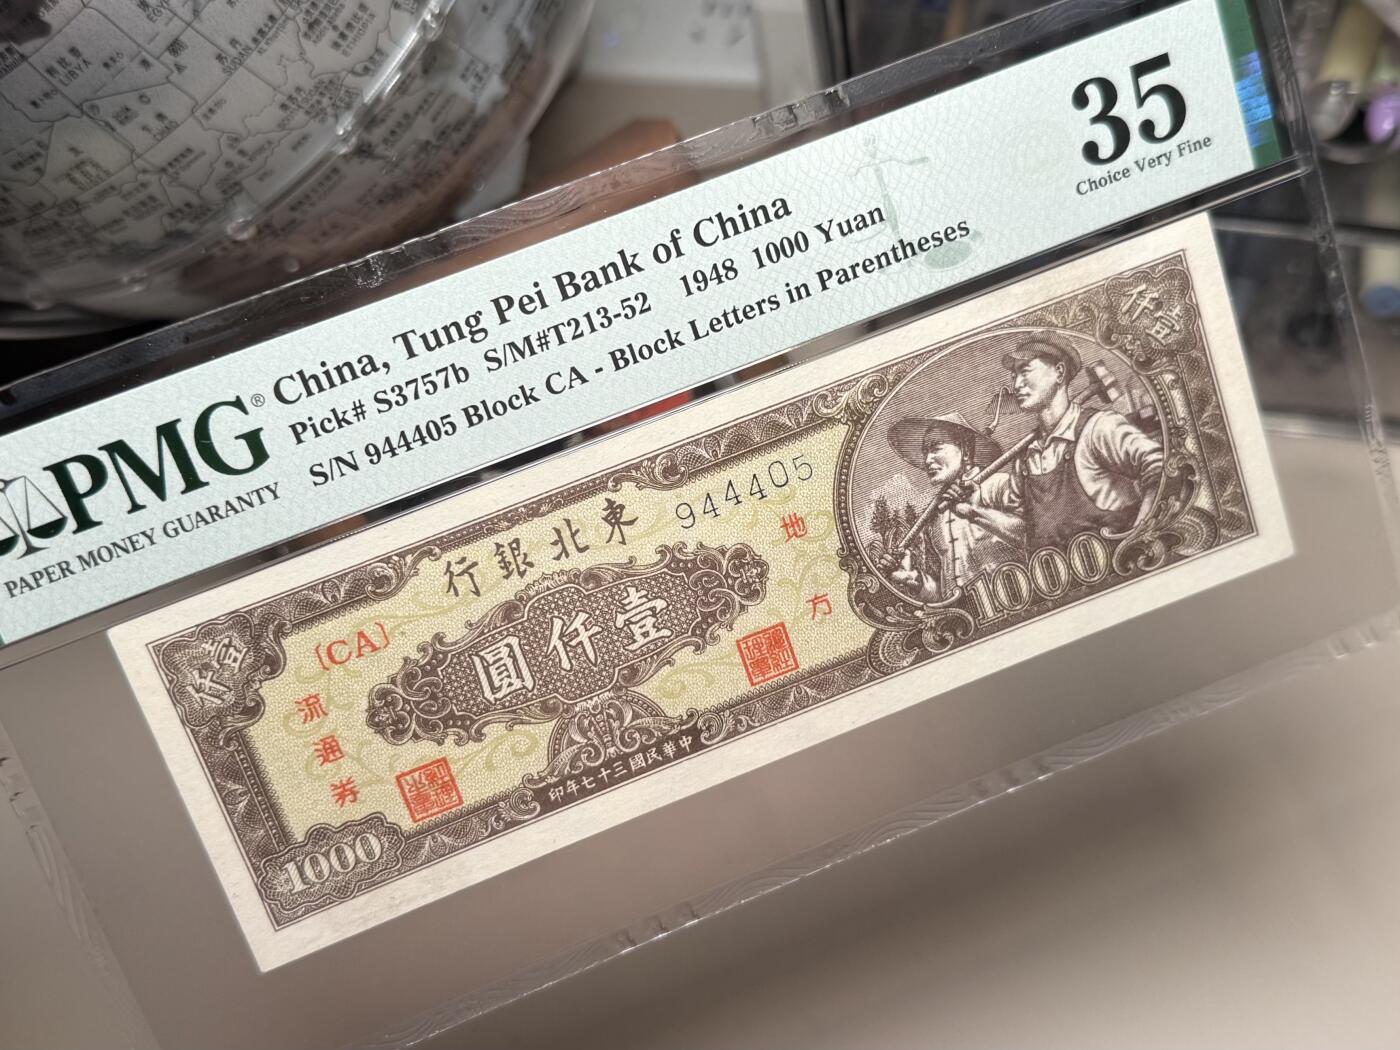 LIBYA
SUDAN
35
Choice Very Fine
PMG®
PAPER MONEY GUARANTY
China, Tung Pei Bank of China
Pick# S3757b S/M#T213-52 1948 1000 Yuan
S/N 944405 Block CA - Block Letters in Parentheses
壹仟
壹仟
行銀北東
944405
[CA]
圓仟壹
地方
流通券
印年七十三國民華中
1000
1000